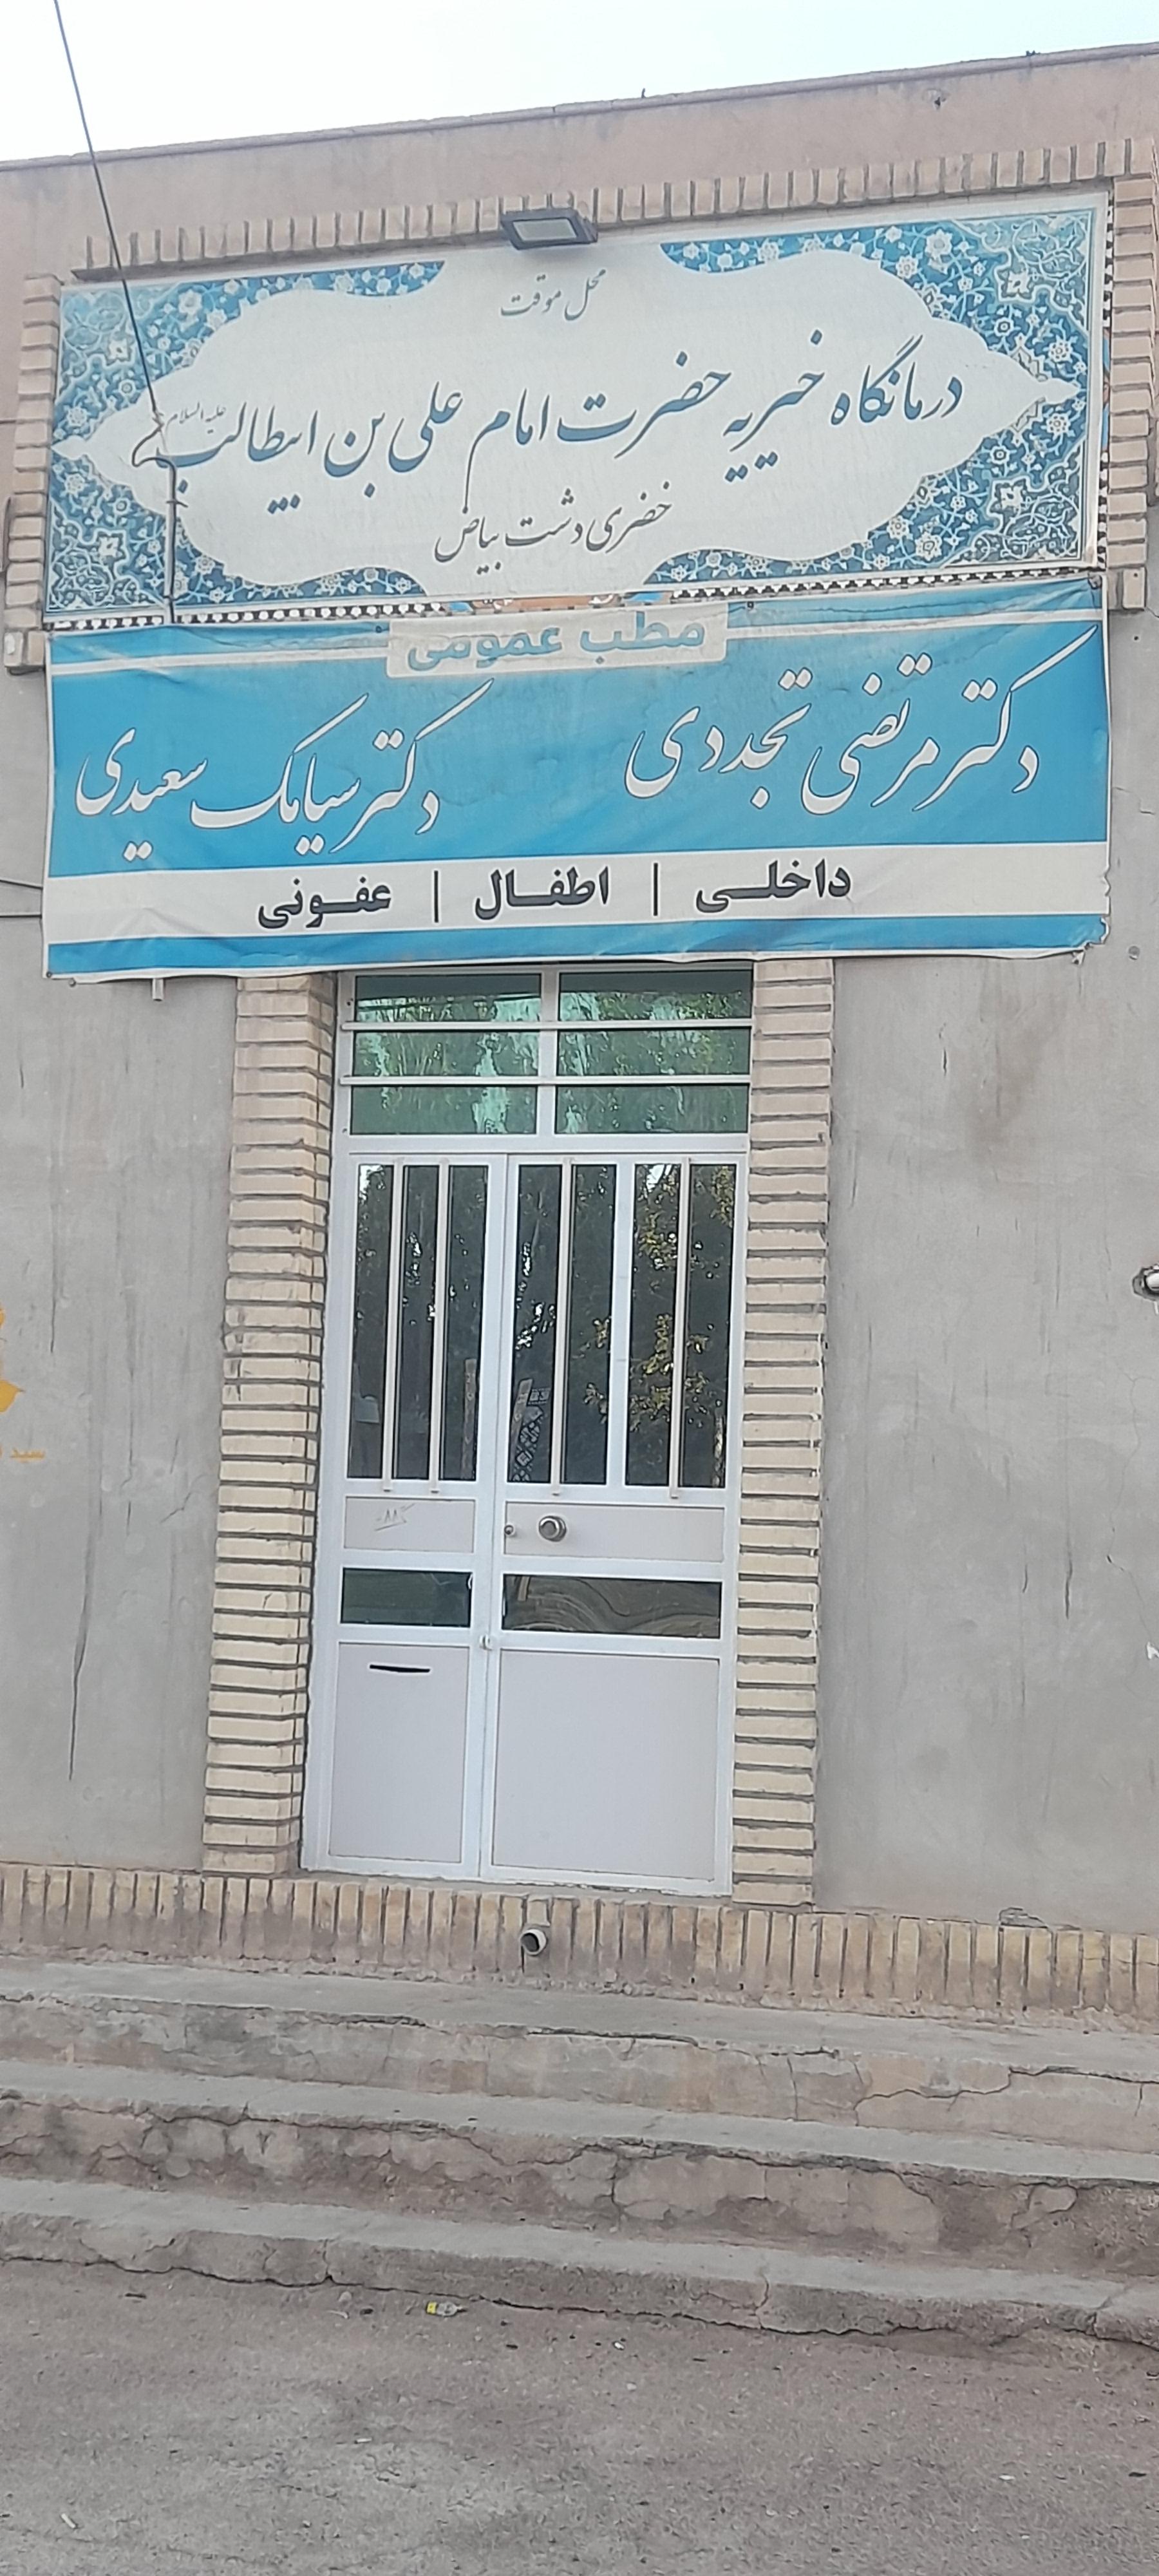 محل موقت
درمانگاه خیریه حضرت امام علی بن ابیطالب علیه السلام
خضری دشت بیاض
مطب عمومی
دکتر مرتضی تجددی
دکتر سیامک سعیدی
داخلی | اطفال | عفونی
سید